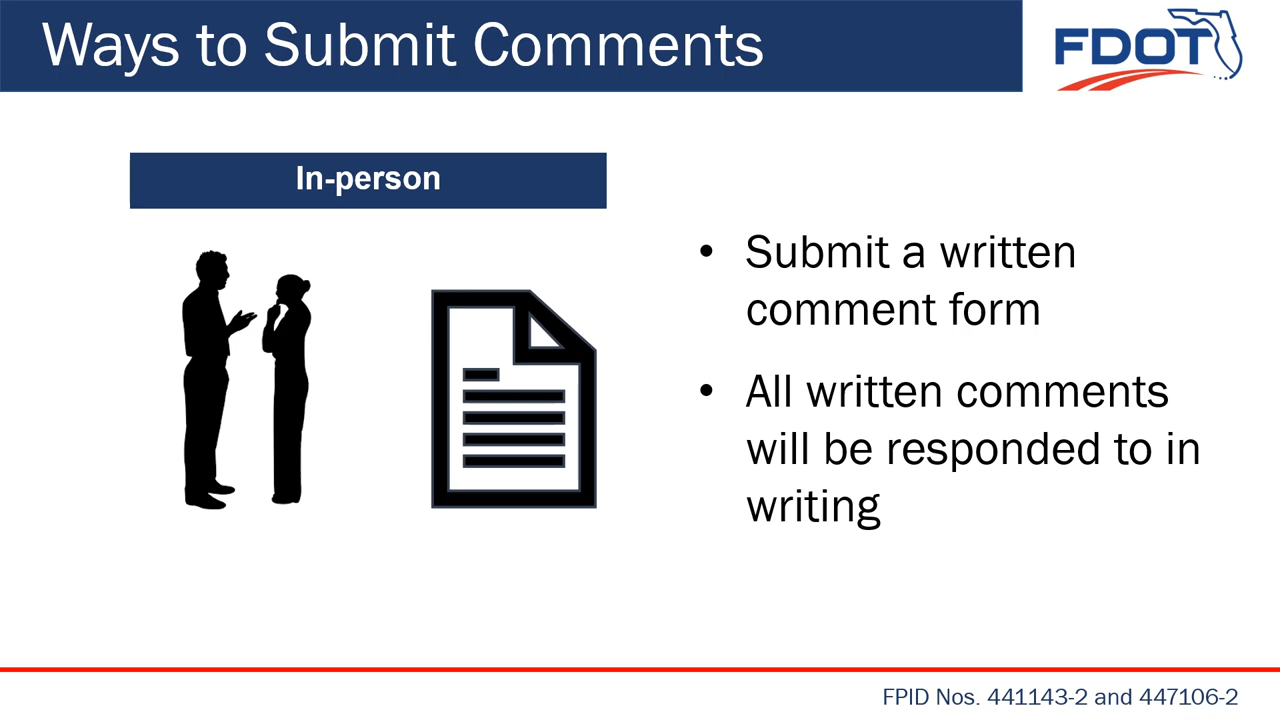 Ways to Submit Comments
FDOT
In-person
• Submit a written
comment form
• All written comments
will be responded to in
writing
FPID Nos. 441143-2 and 447106-2